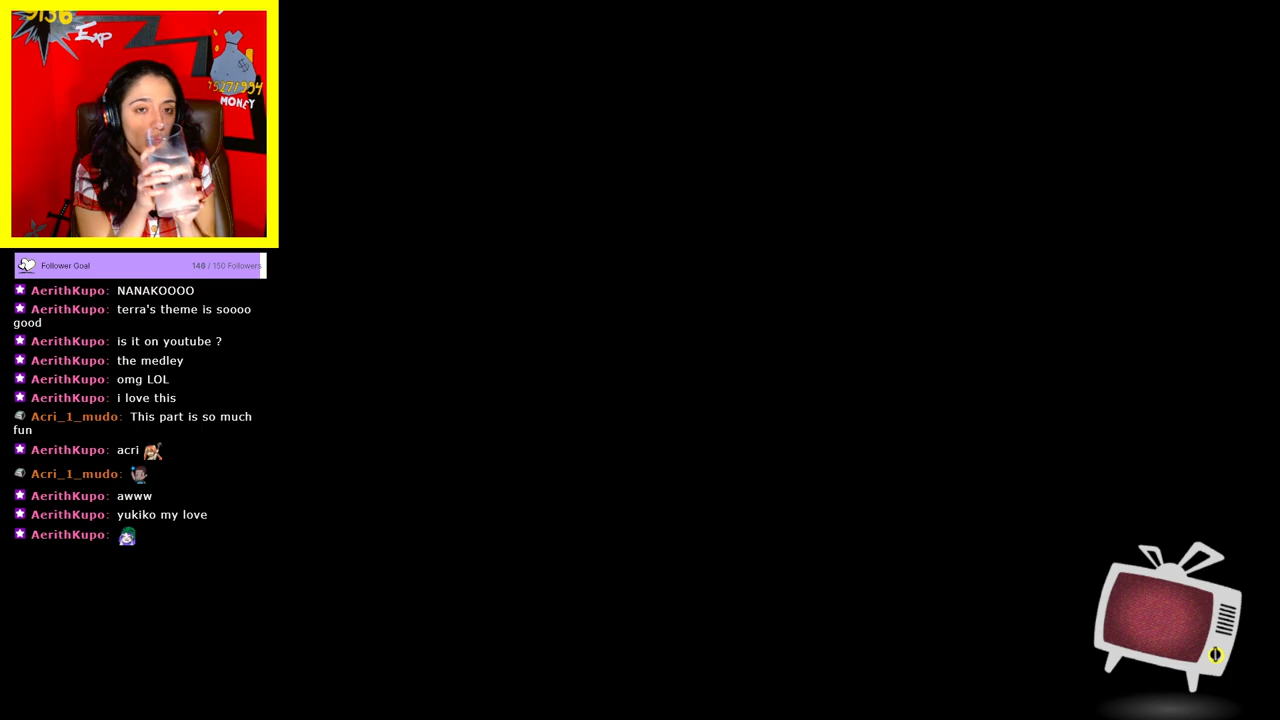 9136
Exp
MONEY
Follower Goal
146 / 150 Followers
AerithKupo: NANAKOOOO
AerithKupo: terra's theme is soooo
good
AerithKupo: is it on youtube ?
AerithKupo: the medley
AerithKupo: omg LOL
AerithKupo: i love this
Acri_1_mudo: This part is so much
fun
AerithKupo: acri
Acri_1_mudo:
AerithKupo: awww
AerithKupo: yukiko my love
AerithKupo: